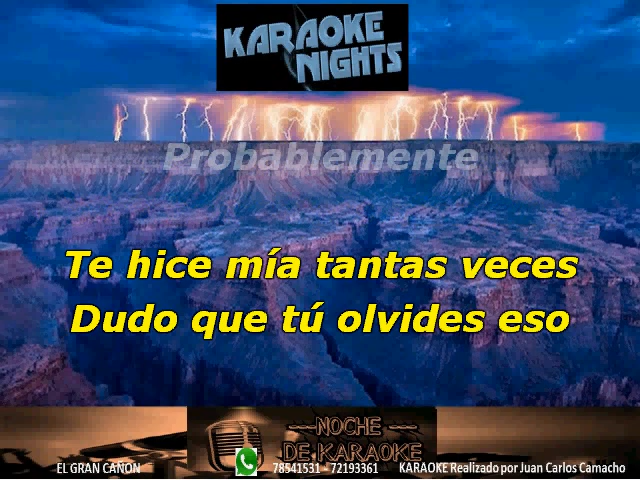 KARAOKE
NIGHTS
Probablemente
Te hice mía tantas veces
Dudo que tú olvides eso
NOCHE
DE KARAOKE
EL GRAN CAÑON 78541531 - 72193361 KARAOKE Realizado por Juan Carlos Camacho